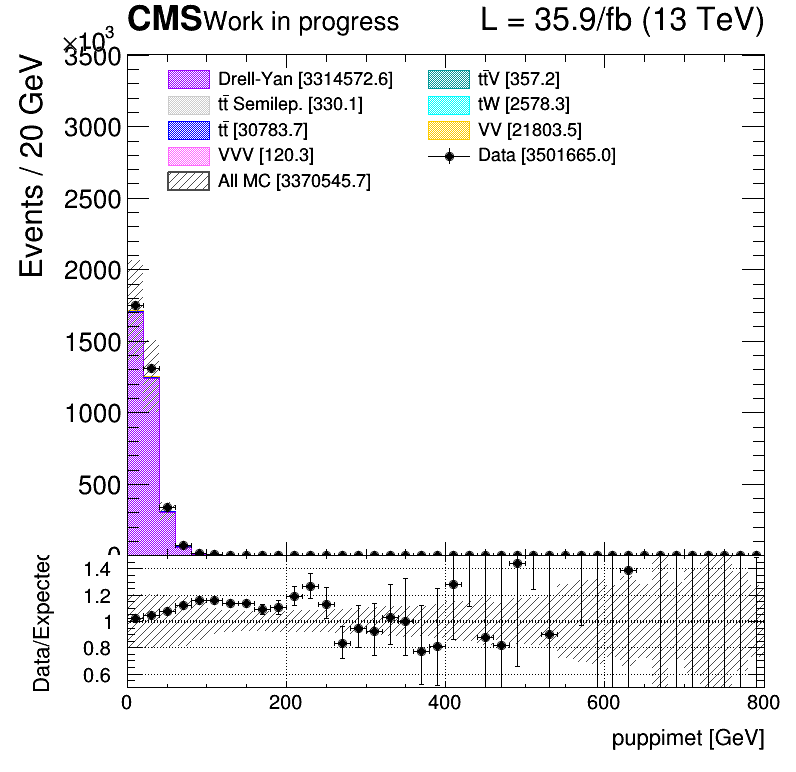 CMS Work in progress L = 35.9/fb (13 TeV)
×10³
Events / 20 GeV
3500
3000
2500
2000
1500
1000
500
0
Drell-Yan [3314572.6]
tt̄ Semilep. [330.1]
tt̄ [30783.7]
VVV [120.3]
All MC [3370545.7]
tt̄V [357.2]
tW [2578.3]
VV [21803.5]
Data [3501665.0]
Data/Expected
1.4
1.2
1
0.8
0.6
0 200 400 600 800
puppimet [GeV]